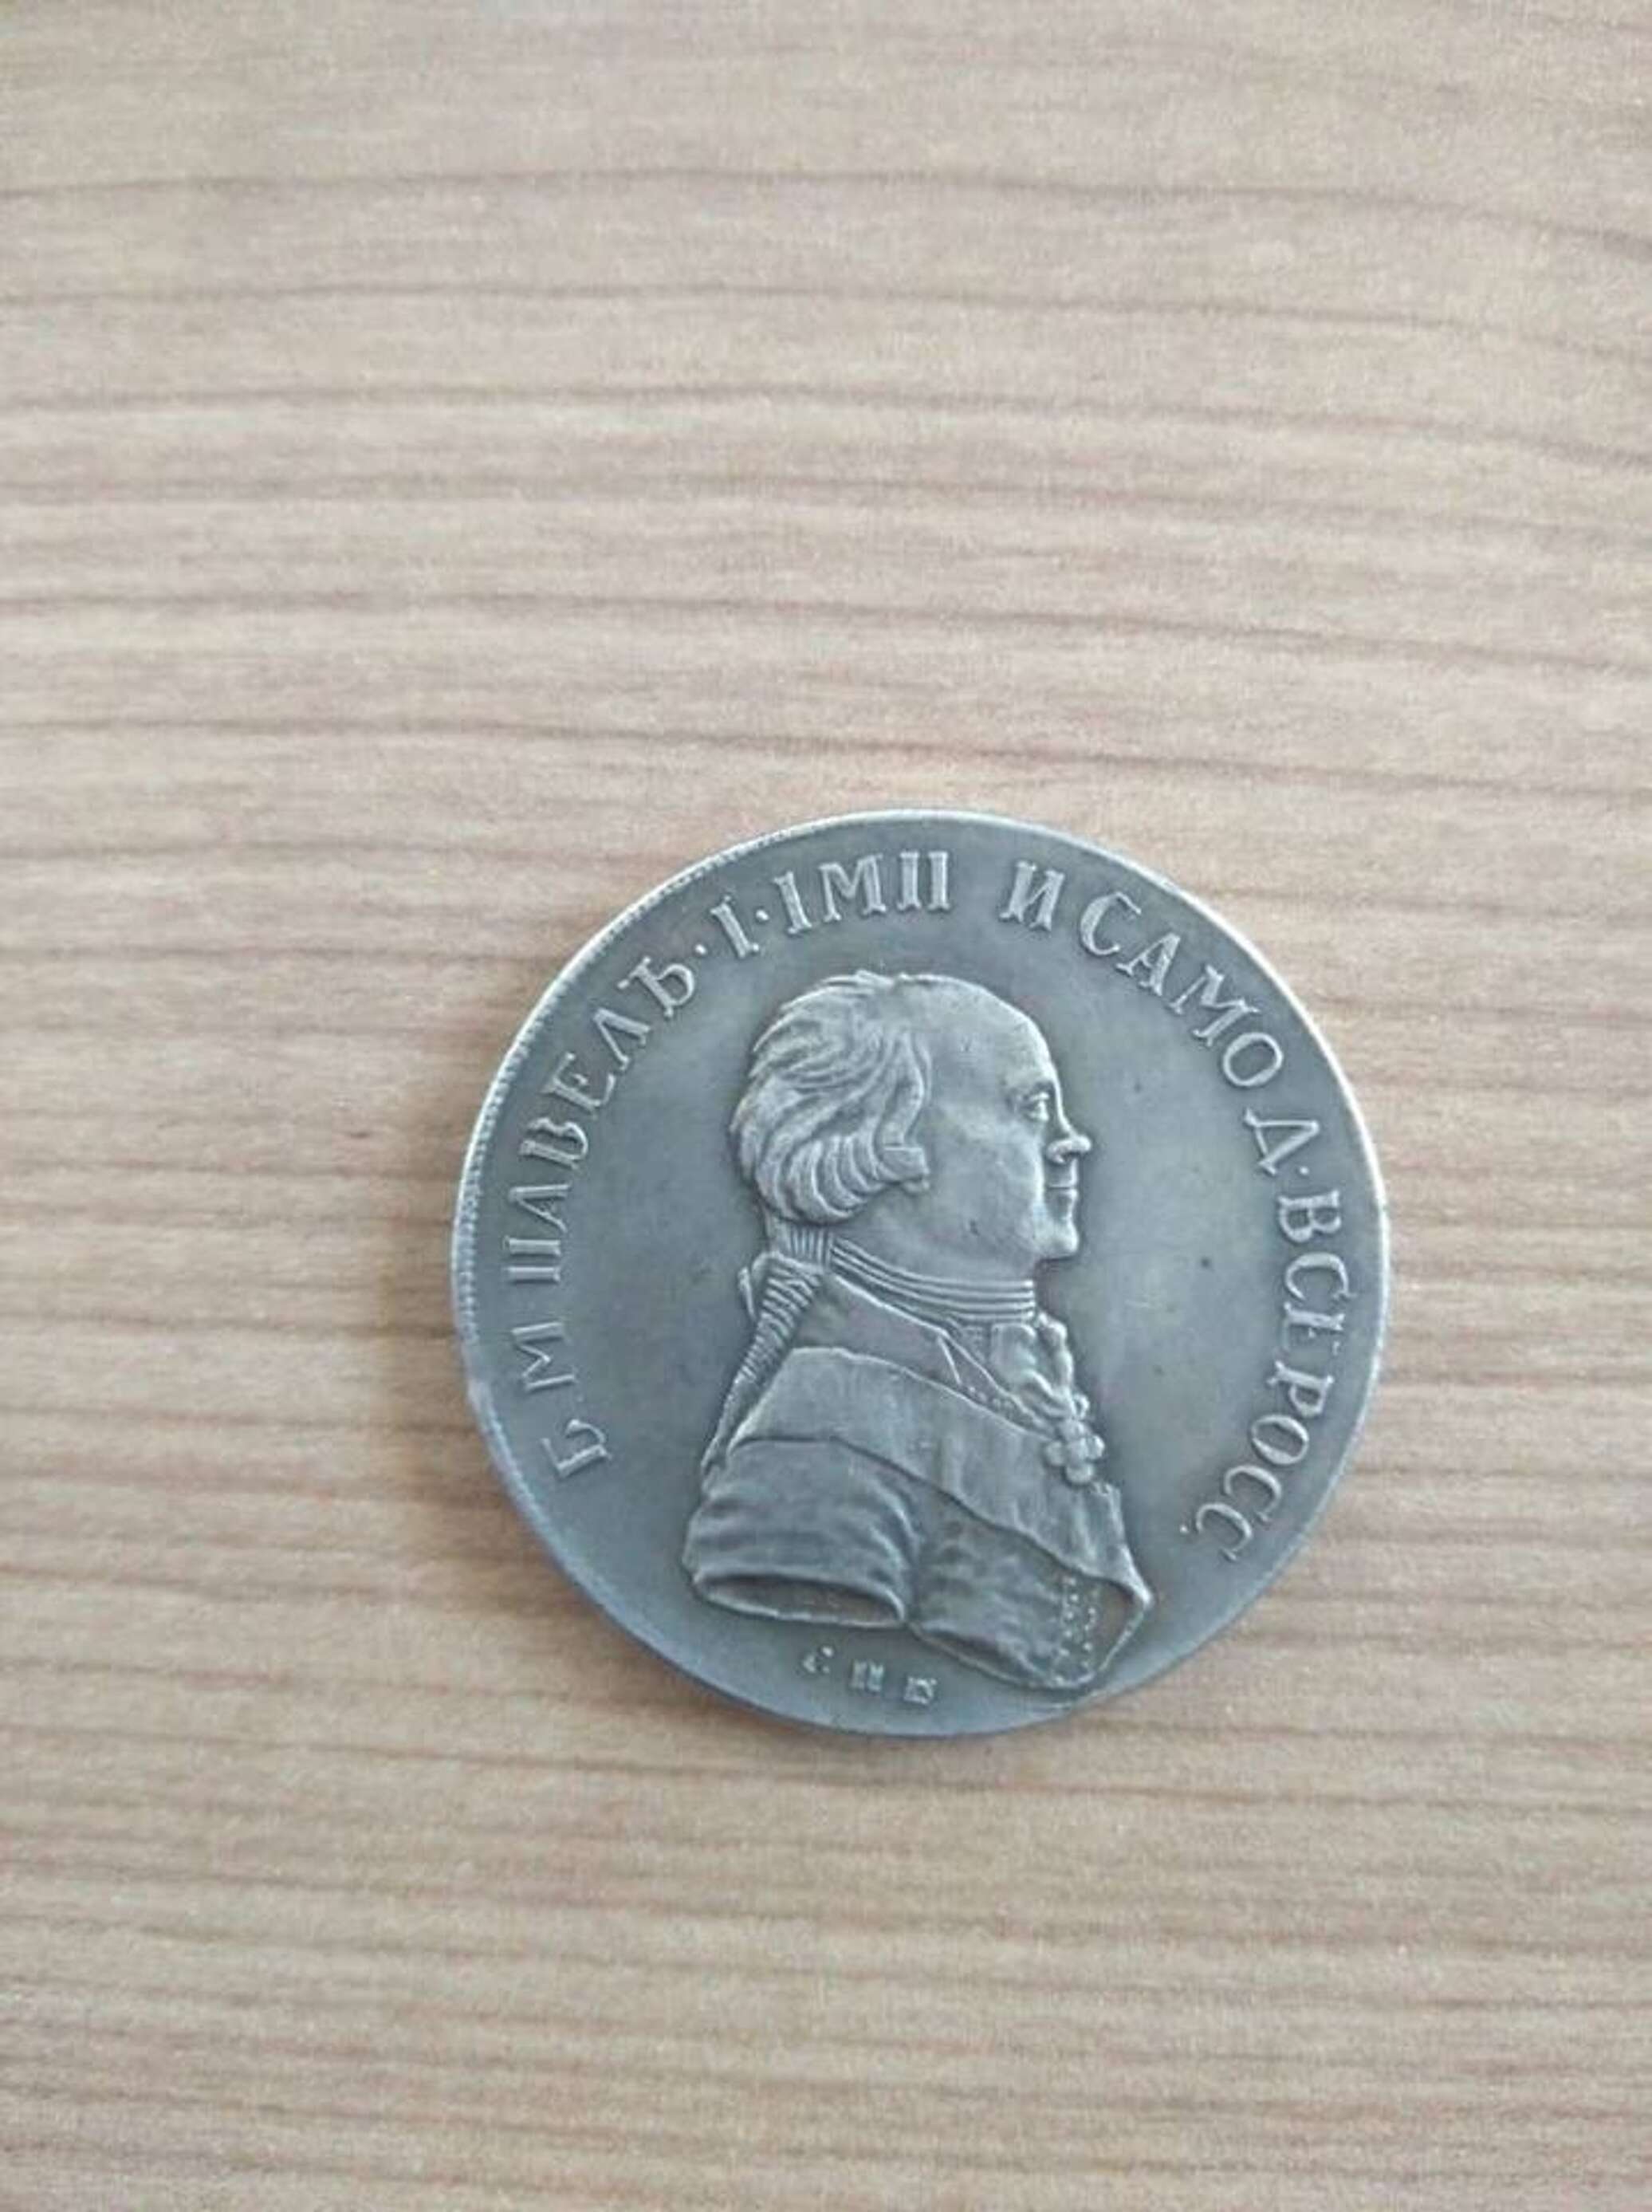 Б М ПАВЕЛЪ · I · IМП И САМОД · ВСЕРОСС
С П Б